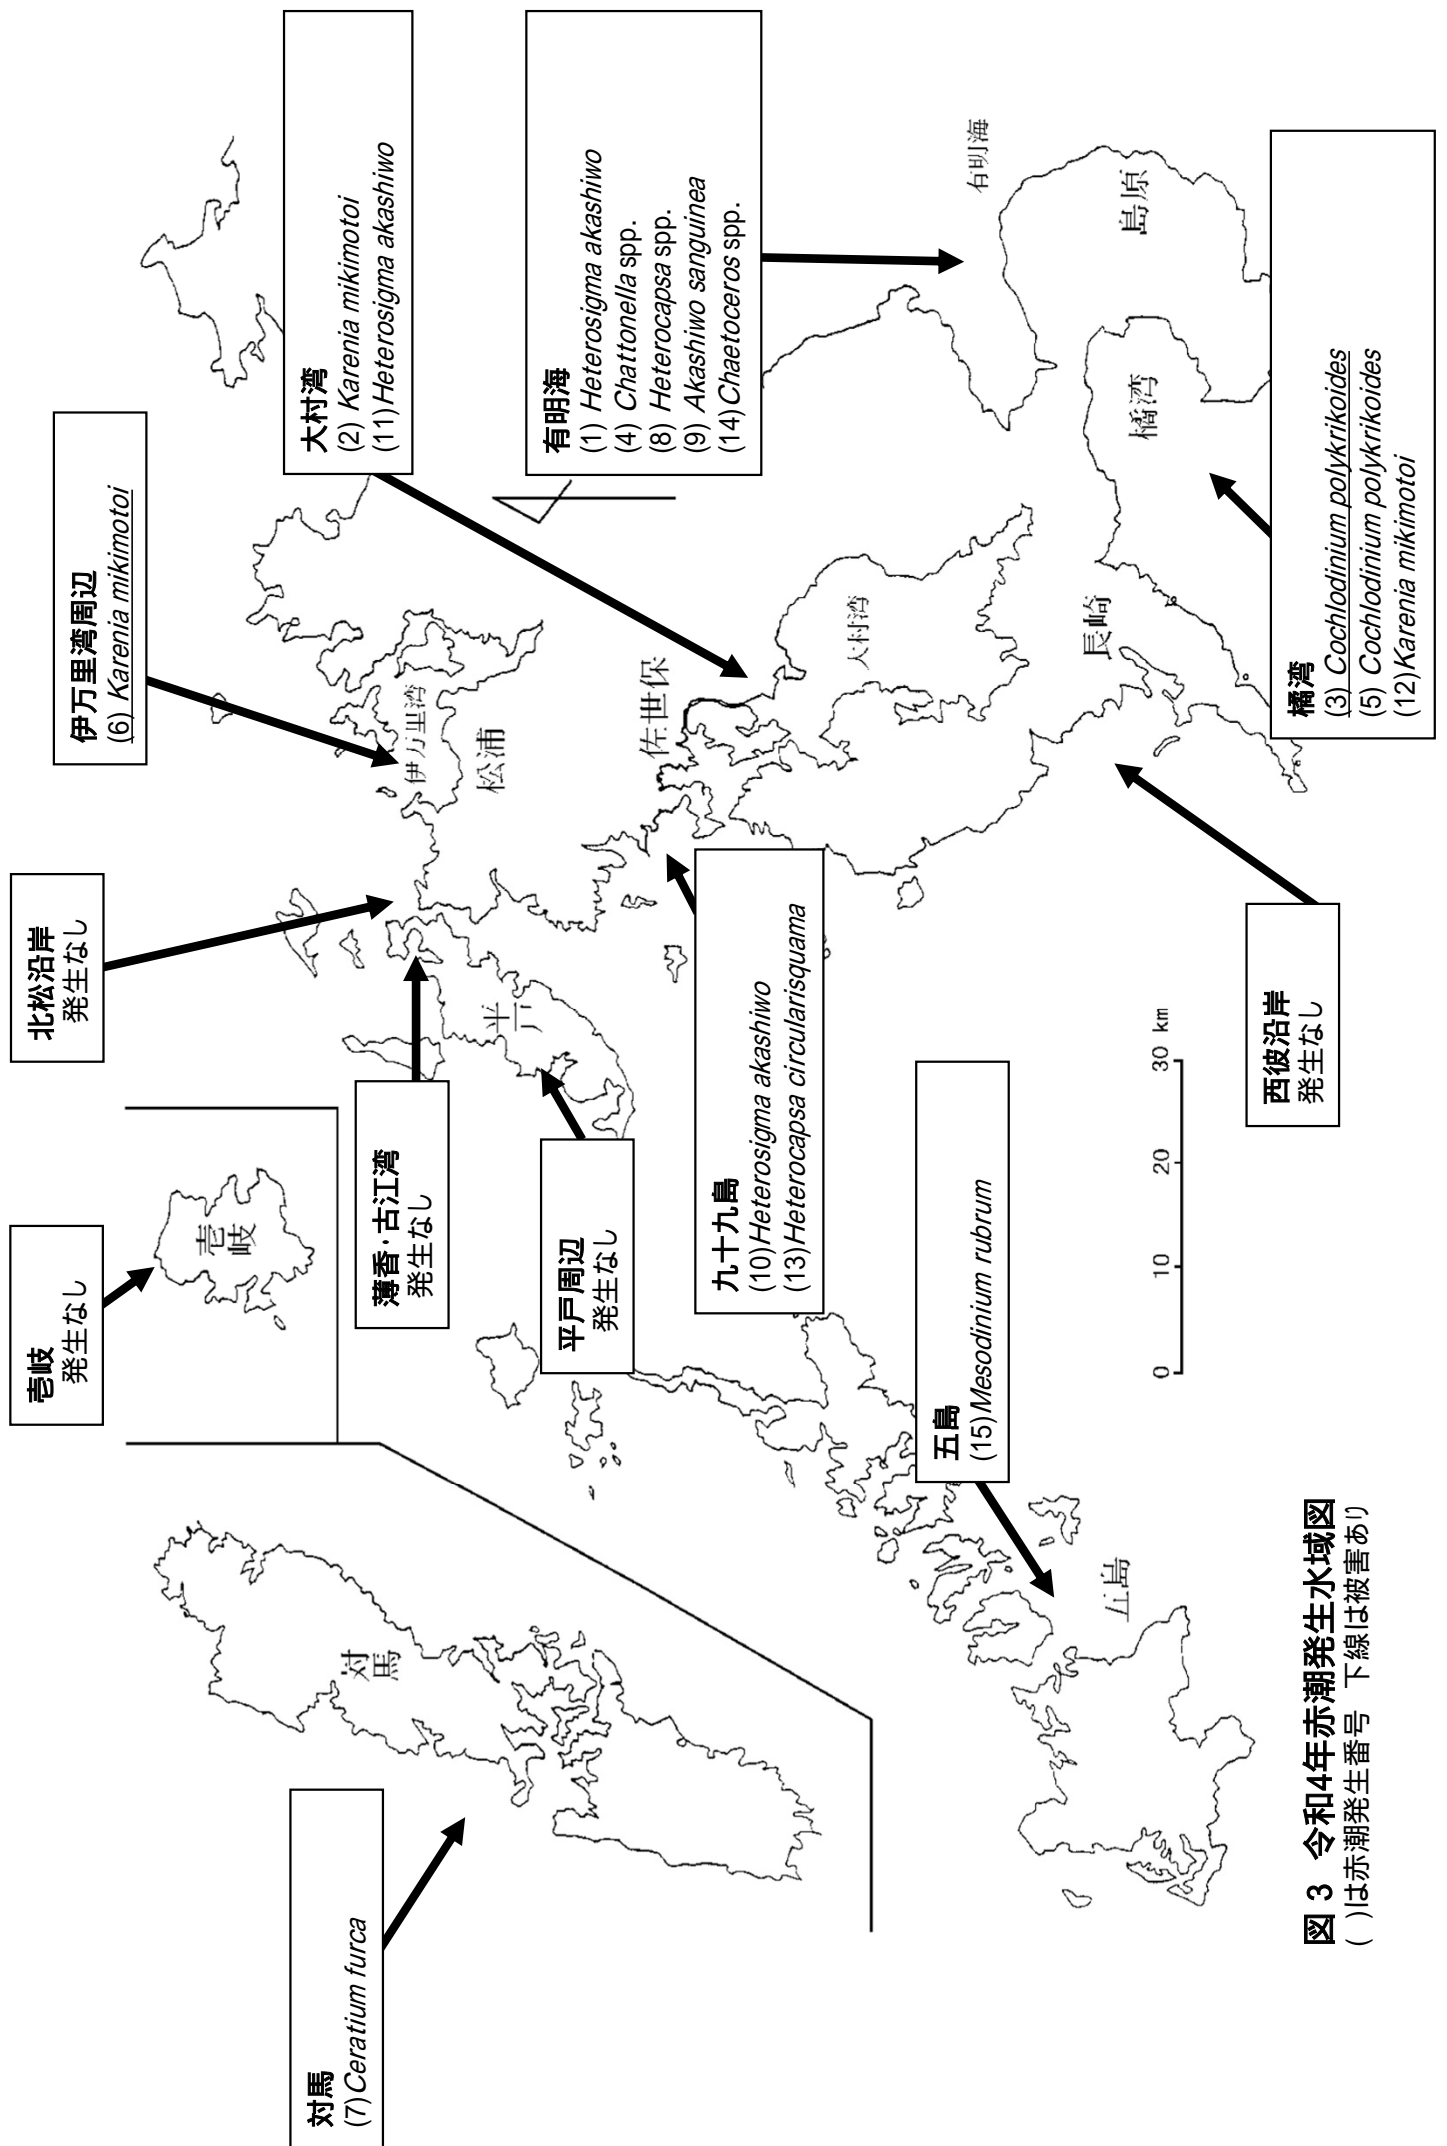 壱岐
発生なし
北松沿岸
発生なし
伊万里湾周辺
(6) Karenia mikimotoi
大村湾
(2) Karenia mikimotoi
(11)Heterosigma akashiwo
有明海
(1) Heterosigma akashiwo
(4) Chattonella spp.
(8) Heterocapsa spp.
(9) Akashiwo sanguinea
(14)Chaetoceros spp.
対馬
(7)Ceratium furca
薄香・古江湾
発生なし
平戸周辺
発生なし
九十九島
(10)Heterosigma akashiwo
(13)Heterocapsa circularisquama
五島
(15)Mesodinium rubrum
西彼沿岸
発生なし
橘湾
(3) Cochlodinium polykrikoides
(5) Cochlodinium polykrikoides
(12)Karenia mikimotoi
壱
岐
対
馬
平戸
伊万里湾
松浦
佐世保
大村湾
長崎
橘湾
島原
有明海
五島
0 10 20 30 km
図 3 令和4年赤潮発生水域図
( )は赤潮発生番号 下線は被害あり